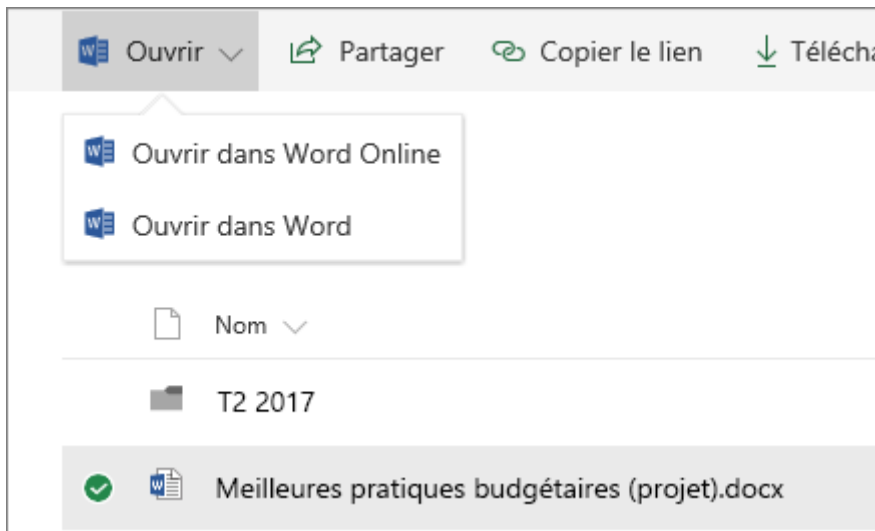 Ouvrir Partager Copier le lien Télécha
Ouvrir dans Word Online
Ouvrir dans Word
Nom
T2 2017
Meilleures pratiques budgétaires (projet).docx